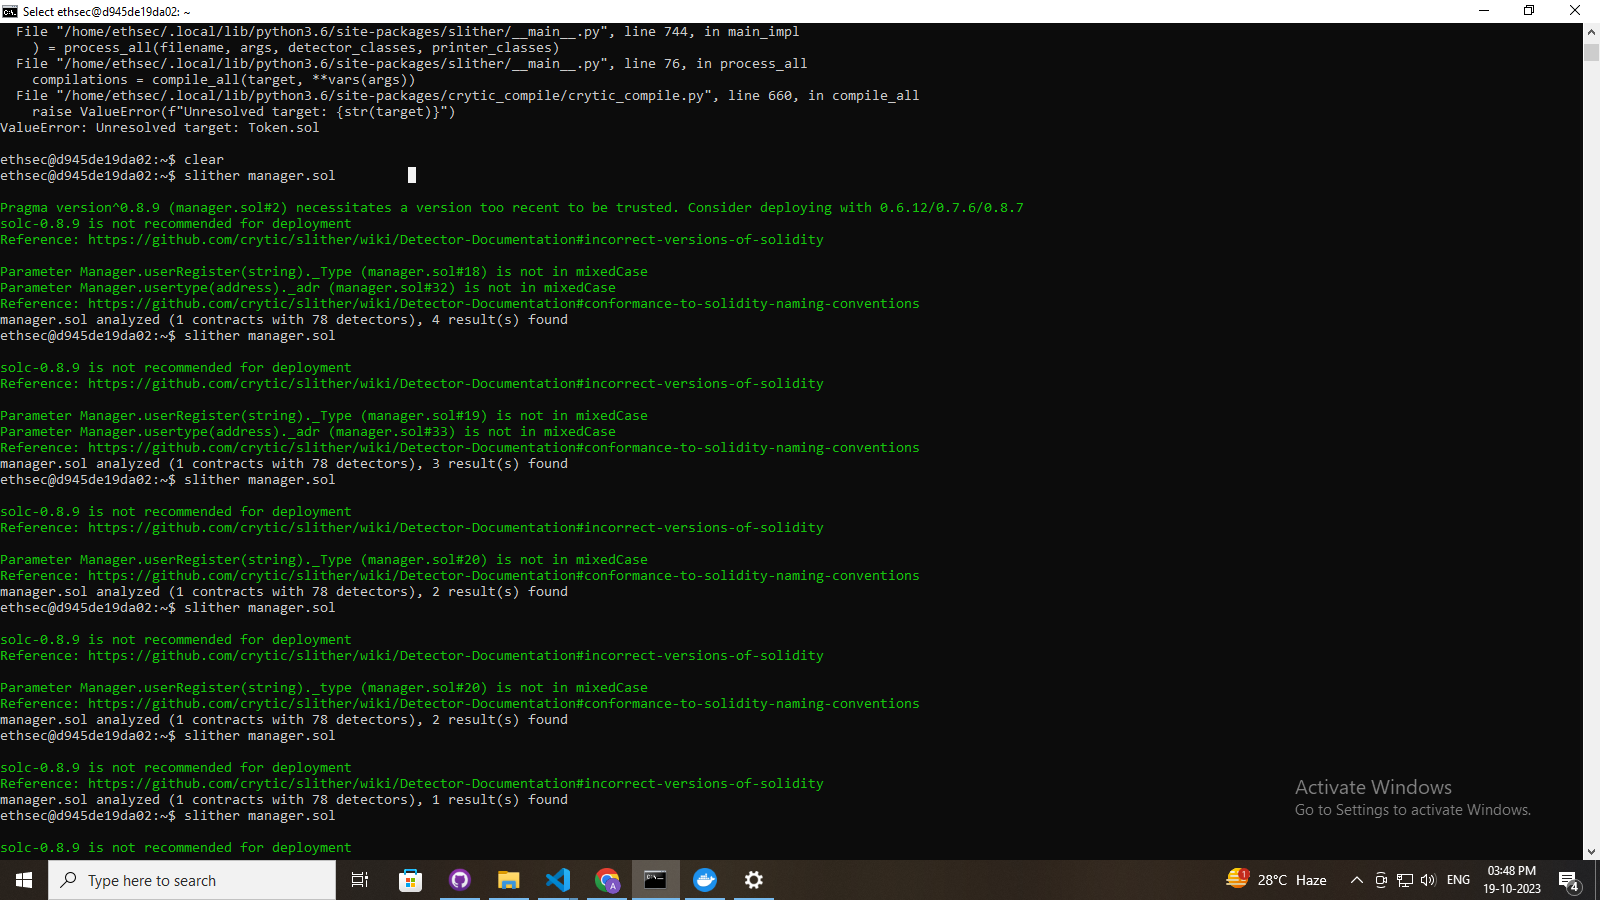 Select ethsec@d945de19da02: ~
File "/home/ethsec/.local/lib/python3.6/site-packages/slither/__main__.py", line 744, in main_impl
) = process_all(filename, args, detector_classes, printer_classes)
File "/home/ethsec/.local/lib/python3.6/site-packages/slither/__main__.py", line 76, in process_all
compilations = compile_all(target, **vars(args))
File "/home/ethsec/.local/lib/python3.6/site-packages/crytic_compile/crytic_compile.py", line 660, in compile_all
raise ValueError(f"Unresolved target: {str(target)}")
ValueError: Unresolved target: Token.sol
ethsec@d945de19da02:~$ clear
ethsec@d945de19da02:~$ slither manager.sol
Pragma version^0.8.9 (manager.sol#2) necessitates a version too recent to be trusted. Consider deploying with 0.6.12/0.7.6/0.8.7
solc-0.8.9 is not recommended for deployment
Reference: https://github.com/crytic/slither/wiki/Detector-Documentation#incorrect-versions-of-solidity
Parameter Manager.userRegister(string)._Type (manager.sol#18) is not in mixedCase
Parameter Manager.usertype(address)._adr (manager.sol#32) is not in mixedCase
Reference: https://github.com/crytic/slither/wiki/Detector-Documentation#conformance-to-solidity-naming-conventions
manager.sol analyzed (1 contracts with 78 detectors), 4 result(s) found
ethsec@d945de19da02:~$ slither manager.sol
solc-0.8.9 is not recommended for deployment
Reference: https://github.com/crytic/slither/wiki/Detector-Documentation#incorrect-versions-of-solidity
Parameter Manager.userRegister(string)._Type (manager.sol#19) is not in mixedCase
Parameter Manager.usertype(address)._adr (manager.sol#33) is not in mixedCase
Reference: https://github.com/crytic/slither/wiki/Detector-Documentation#conformance-to-solidity-naming-conventions
manager.sol analyzed (1 contracts with 78 detectors), 3 result(s) found
ethsec@d945de19da02:~$ slither manager.sol
solc-0.8.9 is not recommended for deployment
Reference: https://github.com/crytic/slither/wiki/Detector-Documentation#incorrect-versions-of-solidity
Parameter Manager.userRegister(string)._Type (manager.sol#20) is not in mixedCase
Reference: https://github.com/crytic/slither/wiki/Detector-Documentation#conformance-to-solidity-naming-conventions
manager.sol analyzed (1 contracts with 78 detectors), 2 result(s) found
ethsec@d945de19da02:~$ slither manager.sol
solc-0.8.9 is not recommended for deployment
Reference: https://github.com/crytic/slither/wiki/Detector-Documentation#incorrect-versions-of-solidity
Parameter Manager.userRegister(string)._type (manager.sol#20) is not in mixedCase
Reference: https://github.com/crytic/slither/wiki/Detector-Documentation#conformance-to-solidity-naming-conventions
manager.sol analyzed (1 contracts with 78 detectors), 2 result(s) found
ethsec@d945de19da02:~$ slither manager.sol
solc-0.8.9 is not recommended for deployment
Reference: https://github.com/crytic/slither/wiki/Detector-Documentation#incorrect-versions-of-solidity
manager.sol analyzed (1 contracts with 78 detectors), 1 result(s) found
ethsec@d945de19da02:~$ slither manager.sol
solc-0.8.9 is not recommended for deployment
Activate Windows
Go to Settings to activate Windows.
Type here to search
A
1
28°C Haze
ENG
03:48 PM
19-10-2023
4